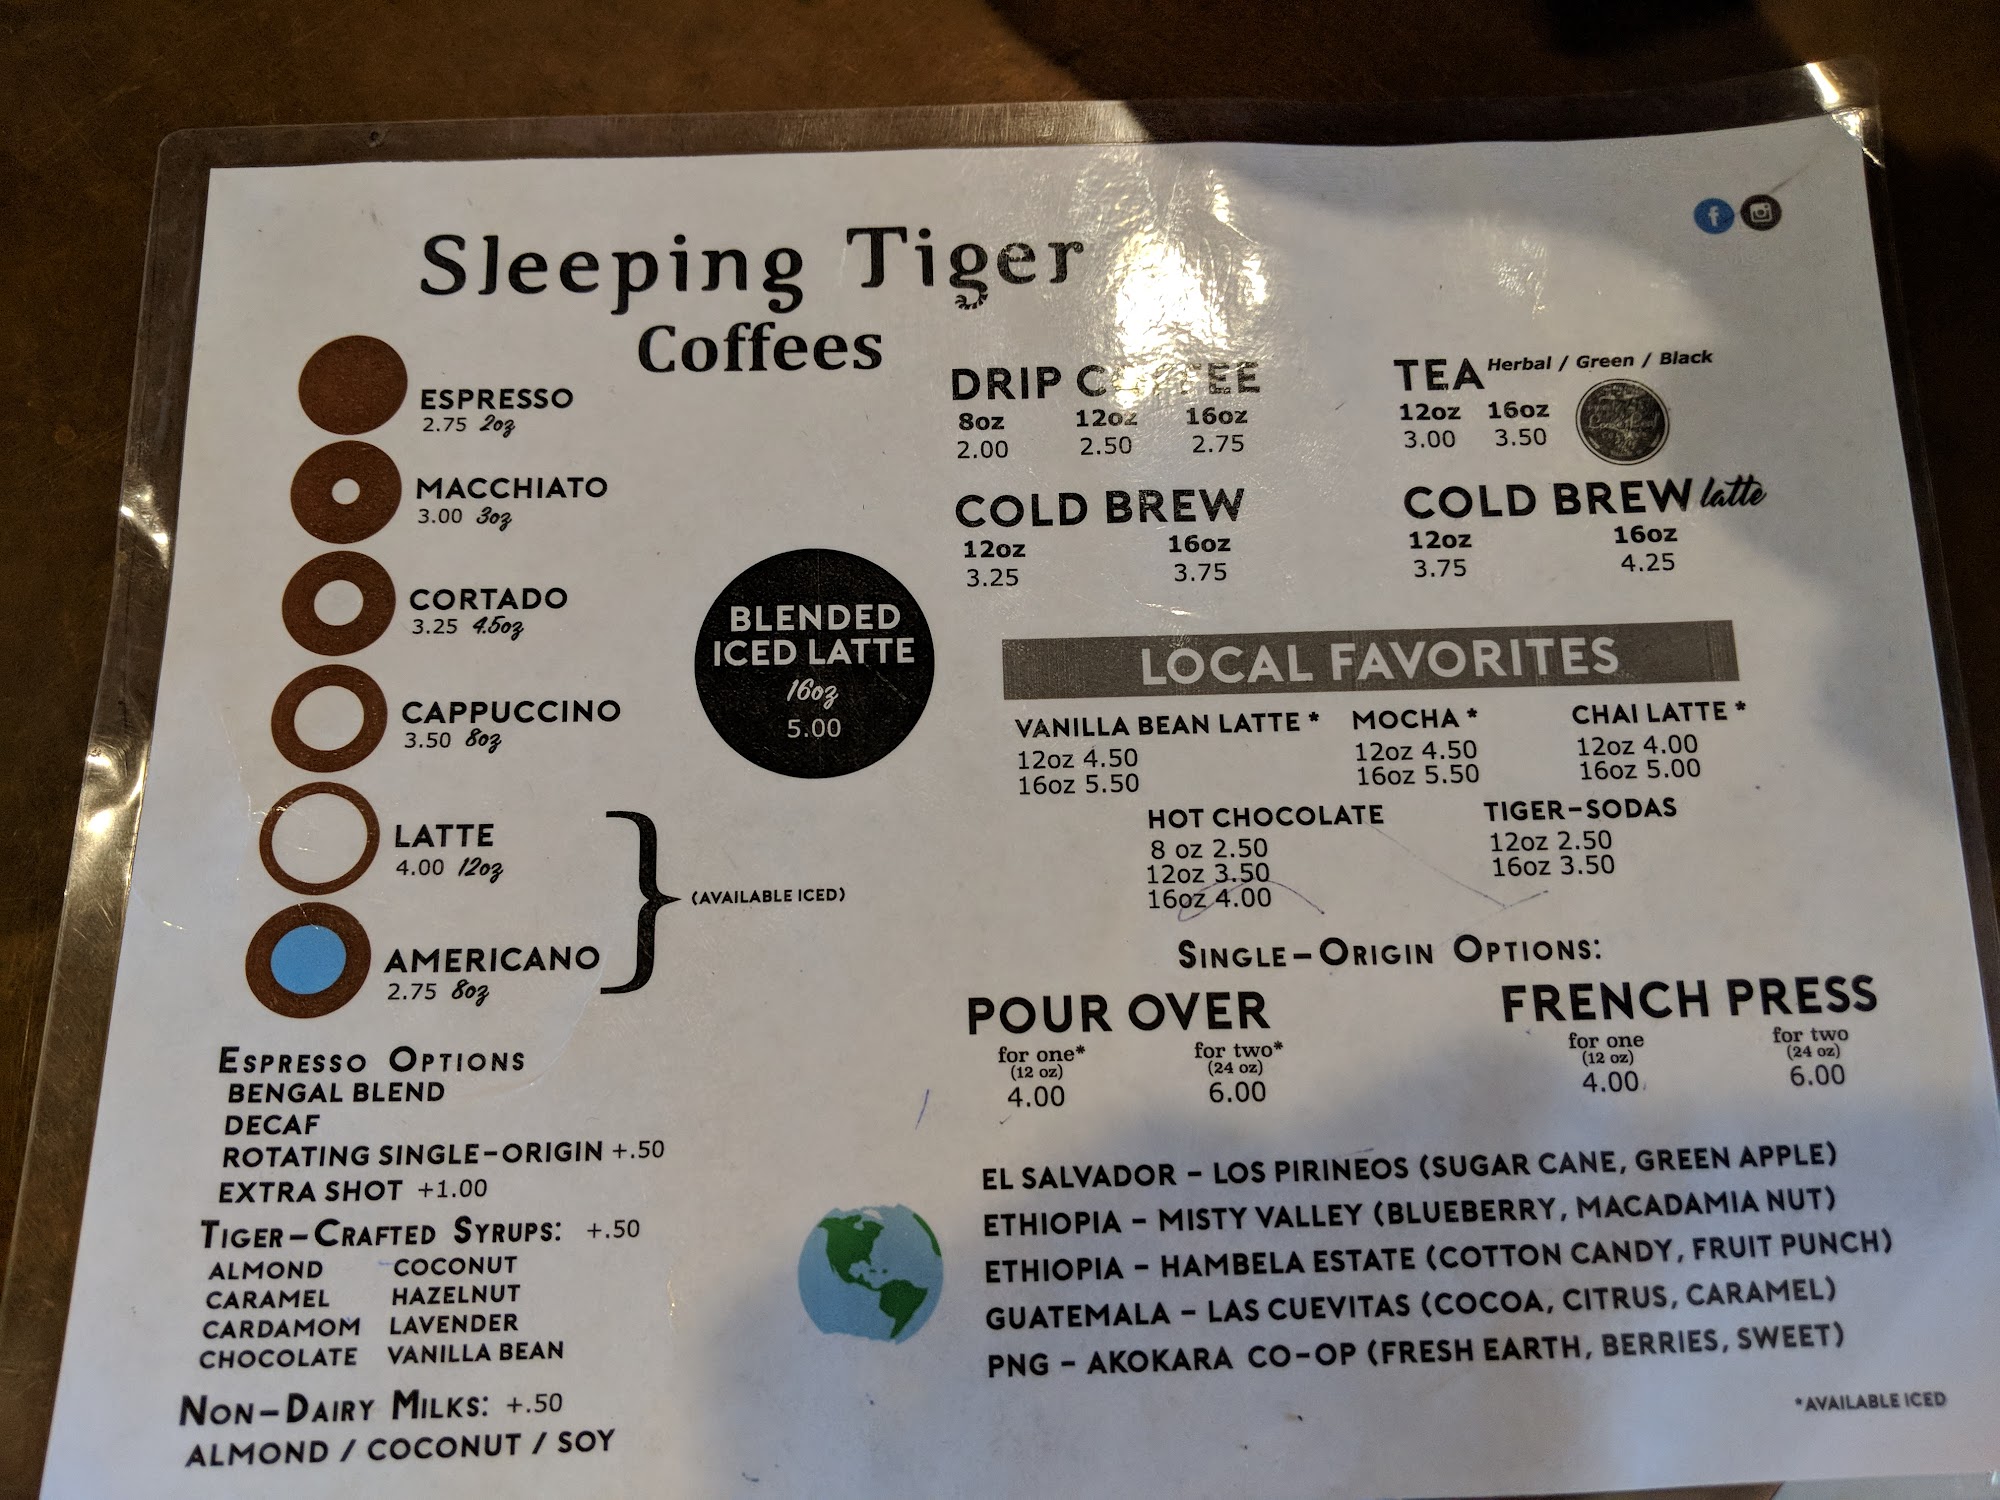 Sleeping Tiger
Coffees
ESPRESSO
2.75 2oz
MACCHIATO
3.00 3oz
CORTADO
3.25 4.5oz
CAPPUCCINO
3.50 8oz
LATTE
4.00 12oz
AMERICANO
2.75 8oz
(AVAILABLE ICED)
BLENDED
ICED LATTE
16oz
5.00
ESPRESSO OPTIONS
BENGAL BLEND
DECAF
ROTATING SINGLE-ORIGIN +.50
EXTRA SHOT +1.00
TIGER-CRAFTED SYRUPS: +.50
ALMOND COCONUT
CARAMEL HAZELNUT
CARDAMOM LAVENDER
CHOCOLATE VANILLA BEAN
NON-DAIRY MILKS: +.50
ALMOND / COCONUT / SOY
DRIP COFFEE
8oz 12oz 16oz
2.00 2.50 2.75
TEA Herbal / Green / Black
12oz 16oz
3.00 3.50
COLD BREW
12oz 16oz
3.25 3.75
COLD BREW latte
12oz 16oz
3.75 4.25
LOCAL FAVORITES
VANILLA BEAN LATTE *
12oz 4.50
16oz 5.50
MOCHA *
12oz 4.50
16oz 5.50
CHAI LATTE *
12oz 4.00
16oz 5.00
HOT CHOCOLATE
8 oz 2.50
12oz 3.50
16oz 4.00
TIGER-SODAS
12oz 2.50
16oz 3.50
SINGLE-ORIGIN OPTIONS:
POUR OVER
for one* for two*
(12 oz) (24 oz)
4.00 6.00
FRENCH PRESS
for one for two
(12 oz) (24 oz)
4.00 6.00
EL SALVADOR - LOS PIRINEOS (SUGAR CANE, GREEN APPLE)
ETHIOPIA - MISTY VALLEY (BLUEBERRY, MACADAMIA NUT)
ETHIOPIA - HAMBELA ESTATE (COTTON CANDY, FRUIT PUNCH)
GUATEMALA - LAS CUEVITAS (COCOA, CITRUS, CARAMEL)
PNG - AKOKARA CO-OP (FRESH EARTH, BERRIES, SWEET)
*AVAILABLE ICED